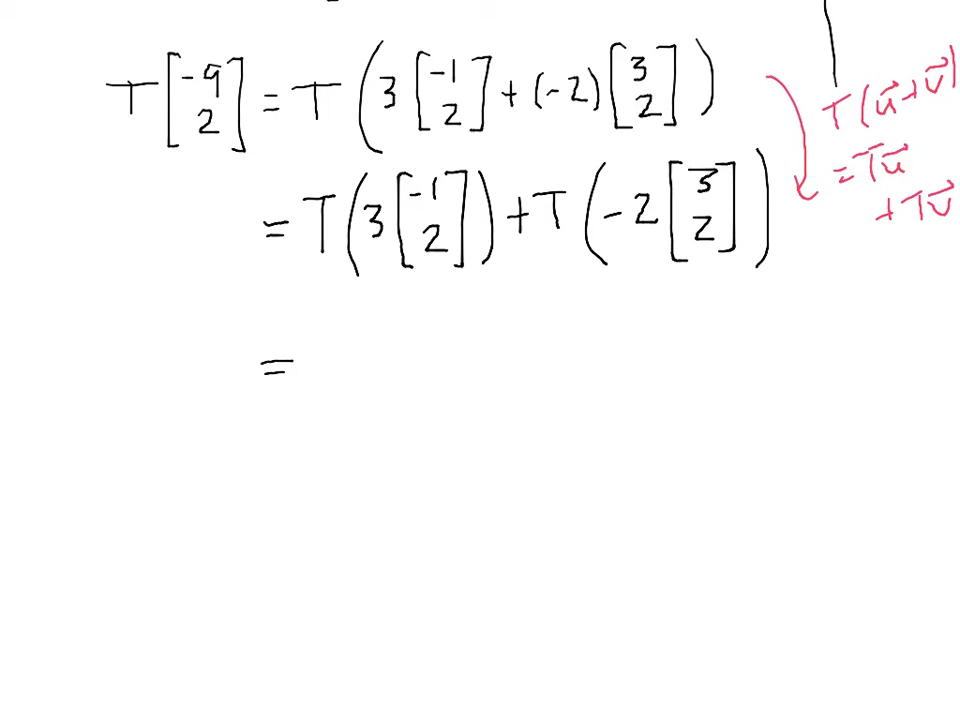 T[-9 2] = T(3[-1 2] + (-2)[3 2])
= T(3[-1 2]) + T(-2[3 2])
=
T(u⃗+v⃗)
= Tu⃗
+ Tv⃗